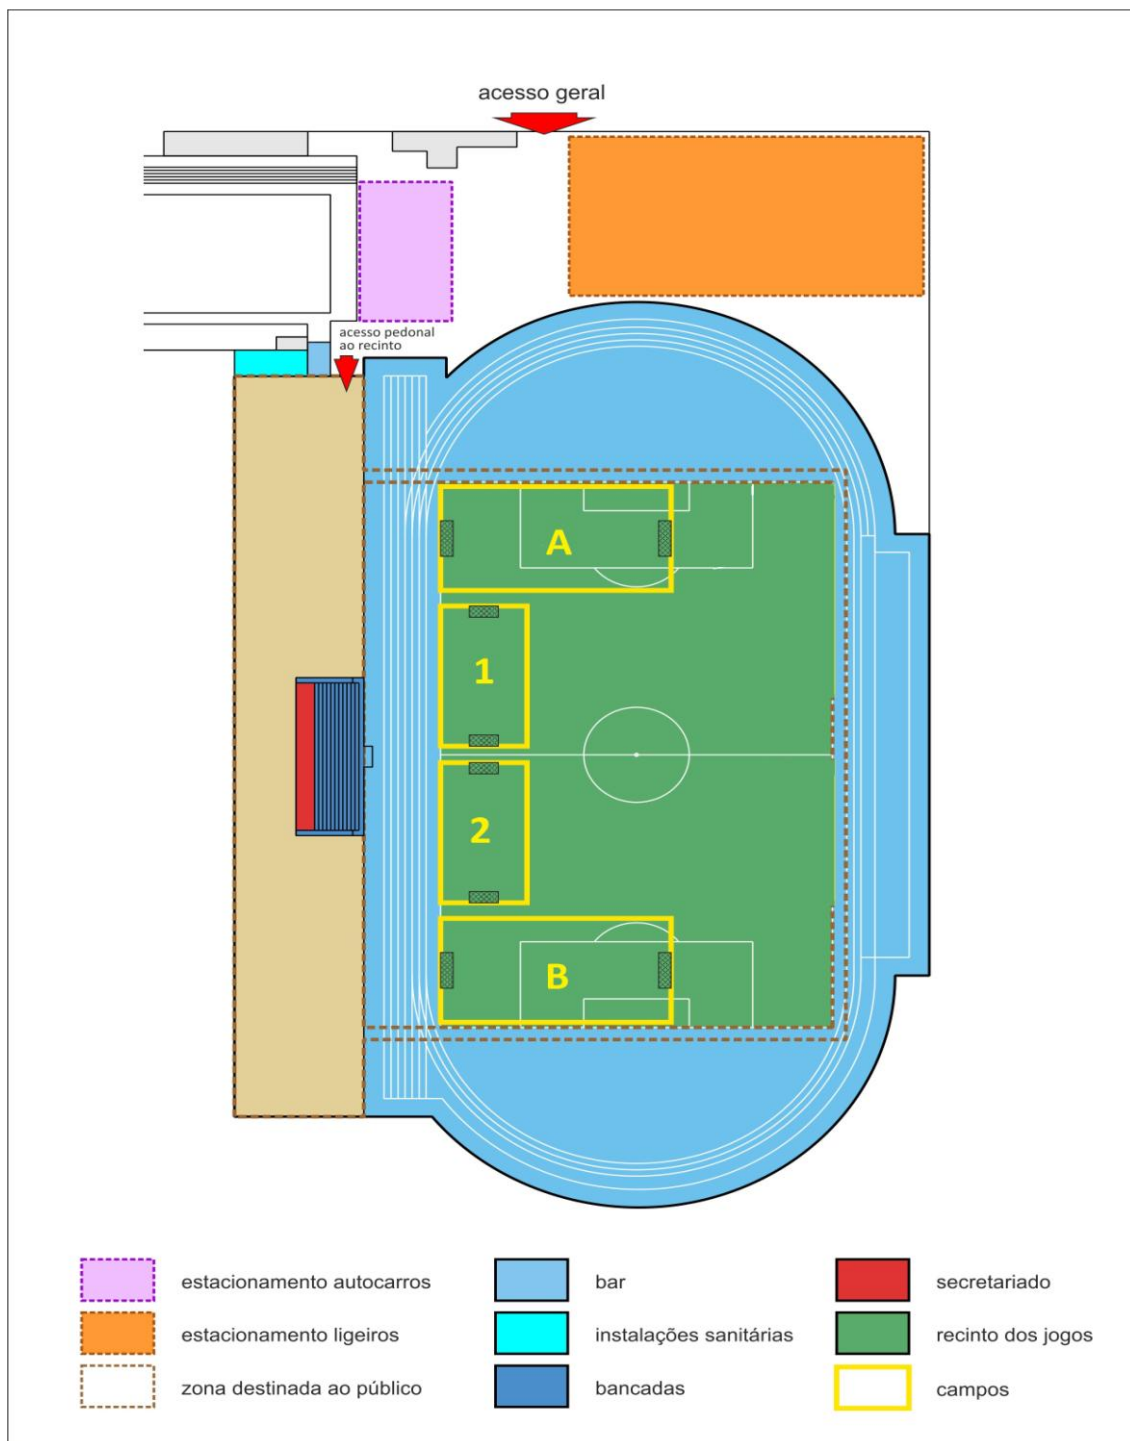 acesso geral
acesso pedonal
ao recinto
A
1
2
B
estacionamento autocarros
bar
secretariado
estacionamento ligeiros
instalações sanitárias
recinto dos jogos
zona destinada ao público
bancadas
campos